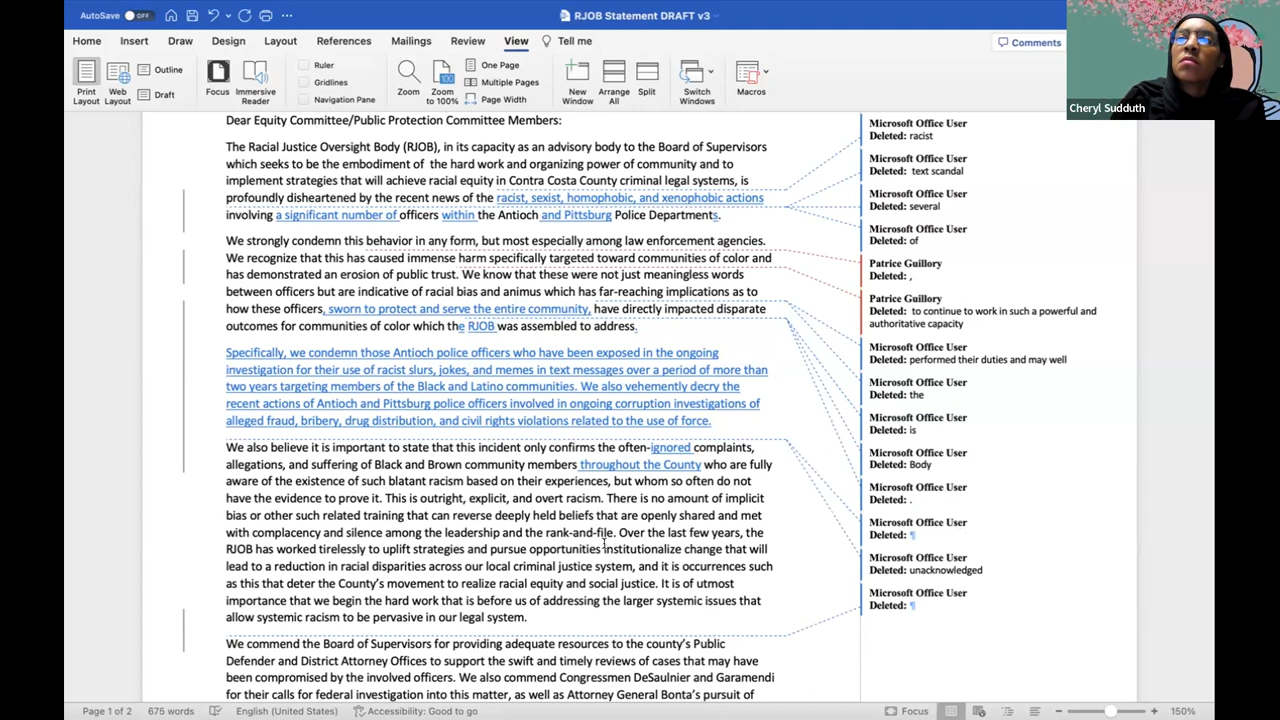 AutoSave OFF
RJOB Statement DRAFT v3
Home Insert Draw Design Layout References Mailings Review View Tell me
Comments
Print Layout
Web Layout
Outline
Draft
Focus
Immersive Reader
Ruler
Gridlines
Navigation Pane
Zoom
Zoom to 100%
One Page
Multiple Pages
Page Width
New Window
Arrange All
Split
Switch Windows
Macros
Cheryl Sudduth
Dear Equity Committee/Public Protection Committee Members:
The Racial Justice Oversight Body (RJOB), in its capacity as an advisory body to the Board of Supervisors
which seeks to be the embodiment of the hard work and organizing power of community and to
implement strategies that will achieve racial equity in Contra Costa County criminal legal systems, is
profoundly disheartened by the recent news of the racist, sexist, homophobic, and xenophobic actions
involving a significant number of officers within the Antioch and Pittsburg Police Departments.
We strongly condemn this behavior in any form, but most especially among law enforcement agencies.
We recognize that this has caused immense harm specifically targeted toward communities of color and
has demonstrated an erosion of public trust. We know that these were not just meaningless words
between officers but are indicative of racial bias and animus which has far-reaching implications as to
how these officers, sworn to protect and serve the entire community, have directly impacted disparate
outcomes for communities of color which the RJOB was assembled to address.
Specifically, we condemn those Antioch police officers who have been exposed in the ongoing
investigation for their use of racist slurs, jokes, and memes in text messages over a period of more than
two years targeting members of the Black and Latino communities. We also vehemently decry the
recent actions of Antioch and Pittsburg police officers involved in ongoing corruption investigations of
alleged fraud, bribery, drug distribution, and civil rights violations related to the use of force.
We also believe it is important to state that this incident only confirms the often-ignored complaints,
allegations, and suffering of Black and Brown community members throughout the County who are fully
aware of the existence of such blatant racism based on their experiences, but whom so often do not
have the evidence to prove it. This is outright, explicit, and overt racism. There is no amount of implicit
bias or other such related training that can reverse deeply held beliefs that are openly shared and met
with complacency and silence among the leadership and the rank-and-file. Over the last few years, the
RJOB has worked tirelessly to uplift strategies and pursue opportunities institutionalize change that will
lead to a reduction in racial disparities across our local criminal justice system, and it is occurrences such
as this that deter the County's movement to realize racial equity and social justice. It is of utmost
importance that we begin the hard work that is before us of addressing the larger systemic issues that
allow systemic racism to be pervasive in our legal system.
We commend the Board of Supervisors for providing adequate resources to the county's Public
Defender and District Attorney Offices to support the swift and timely reviews of cases that may have
been compromised by the involved officers. We also commend Congressmen DeSaulnier and Garamendi
for their calls for federal investigation into this matter, as well as Attorney General Bonta's pursuit of
Microsoft Office User
Deleted: racist
Microsoft Office User
Deleted: text scandal
Microsoft Office User
Deleted: several
Microsoft Office User
Deleted: of
Patrice Guillory
Deleted: ,
Patrice Guillory
Deleted: to continue to work in such a powerful and
authoritative capacity
Microsoft Office User
Deleted: performed their duties and may well
Microsoft Office User
Deleted: the
Microsoft Office User
Deleted: is
Microsoft Office User
Deleted: Body
Microsoft Office User
Deleted: .
Microsoft Office User
Deleted: ¶
Microsoft Office User
Deleted: unacknowledged
Microsoft Office User
Deleted: ¶
Page 1 of 2 675 words English (United States) Accessibility: Good to go Focus 150%